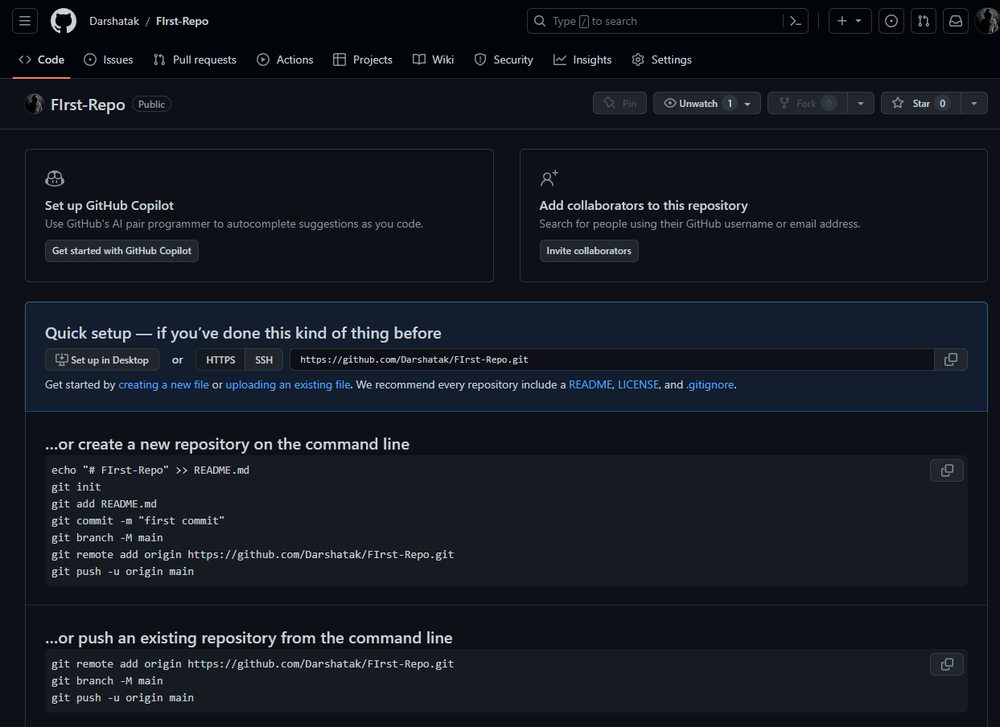 Darshatak / FIrst-Repo
Type / to search
Code Issues Pull requests Actions Projects Wiki Security Insights Settings
FIrst-Repo Public
Pin Unwatch 1 Fork 0 Star 0
Set up GitHub Copilot
Use GitHub's AI pair programmer to autocomplete suggestions as you code.
Get started with GitHub Copilot
Add collaborators to this repository
Search for people using their GitHub username or email address.
Invite collaborators
Quick setup — if you’ve done this kind of thing before
Set up in Desktop or HTTPS SSH https://github.com/Darshatak/FIrst-Repo.git
Get started by creating a new file or uploading an existing file. We recommend every repository include a README, LICENSE, and .gitignore.
…or create a new repository on the command line
echo "# FIrst-Repo" >> README.md
git init
git add README.md
git commit -m "first commit"
git branch -M main
git remote add origin https://github.com/Darshatak/FIrst-Repo.git
git push -u origin main
…or push an existing repository from the command line
git remote add origin https://github.com/Darshatak/FIrst-Repo.git
git branch -M main
git push -u origin main